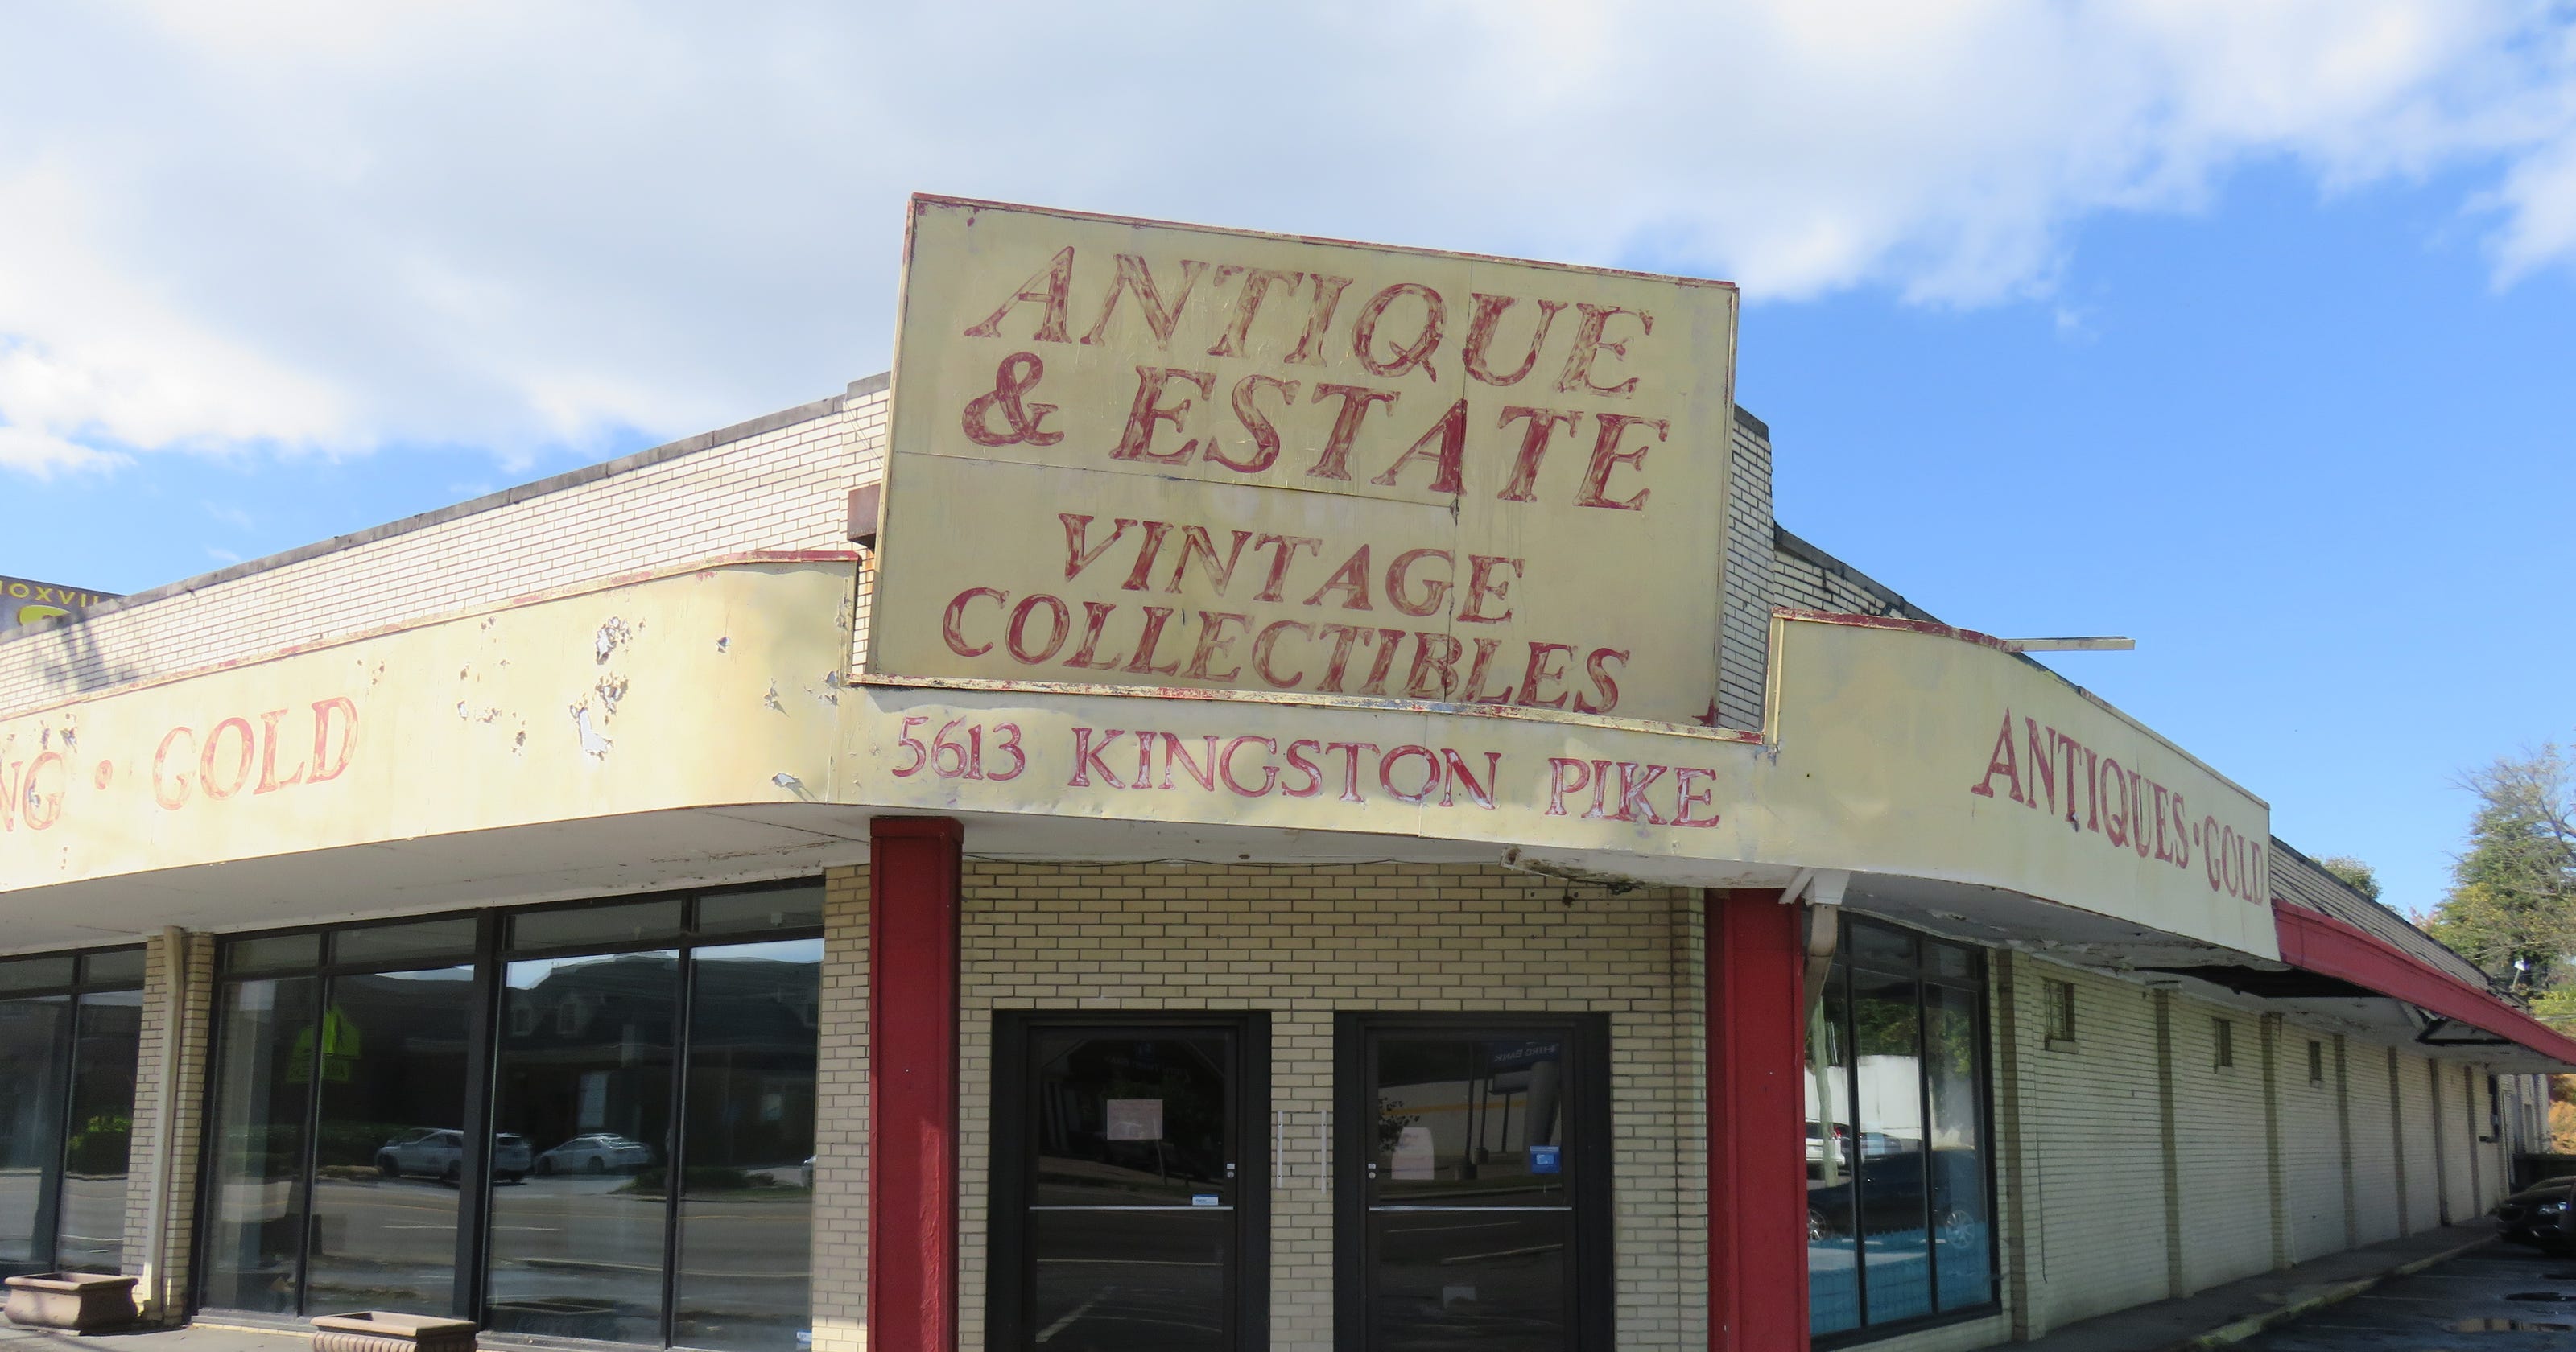 ANTIQUE
& ESTATE
VINTAGE
COLLECTIBLES
5613 KINGSTON PIKE
NG • GOLD
ANTIQUES • GOLD